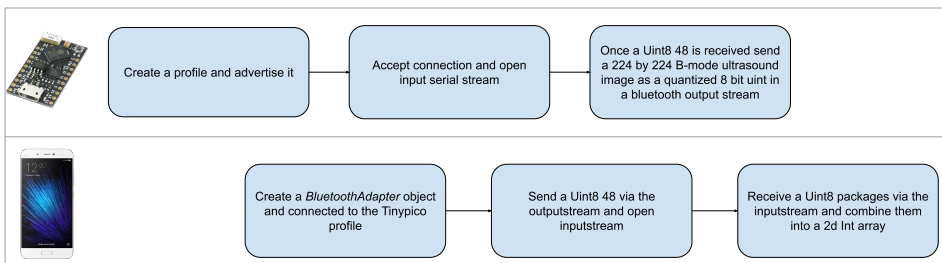 Create a profile and advertise it
Accept connection and open
input serial stream
Once a Uint8 48 is received send
a 224 by 224 B-mode ultrasound
image as a quantized 8 bit uint in
a bluetooth output stream
Create a BluetoothAdapter object
and connected to the Tinypico
profile
Send a Uint8 48 via the
outputstream and open
inputstream
Receive a Uint8 packages via the
inputstream and combine them
into a 2d Int array